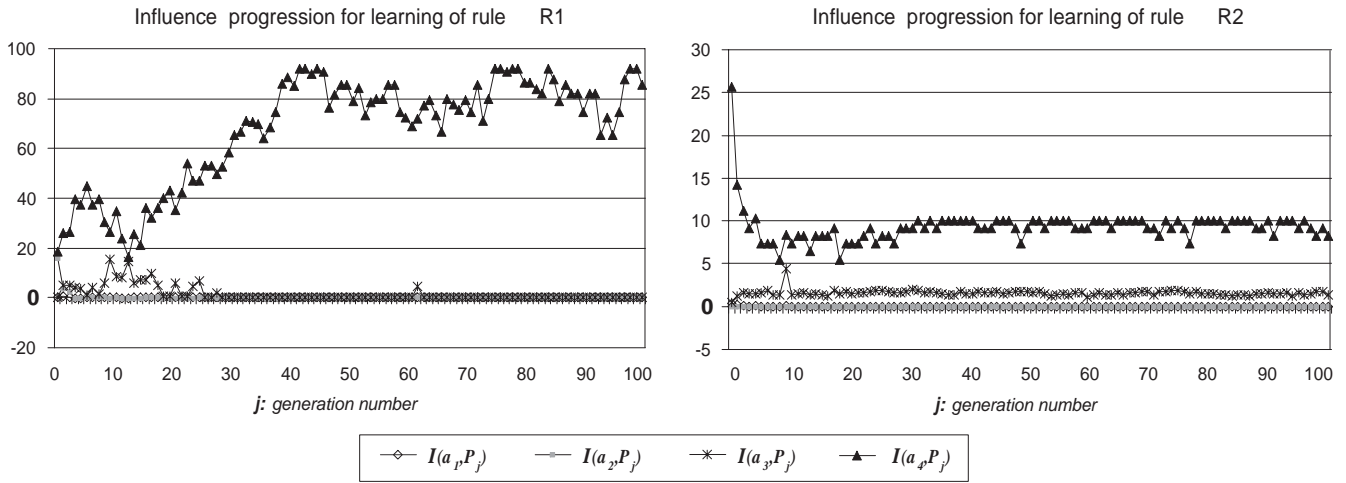 Influence progression for learning of rule R1
100
80
60
40
20
0
-20
0 10 20 30 40 50 60 70 80 90 100
j: generation number
Influence progression for learning of rule R2
30
25
20
15
10
5
0
-5
0 10 20 30 40 50 60 70 80 90 100
j: generation number
I(a1,Pj) I(a2,Pj) I(a3,Pj) I(a4,Pj)